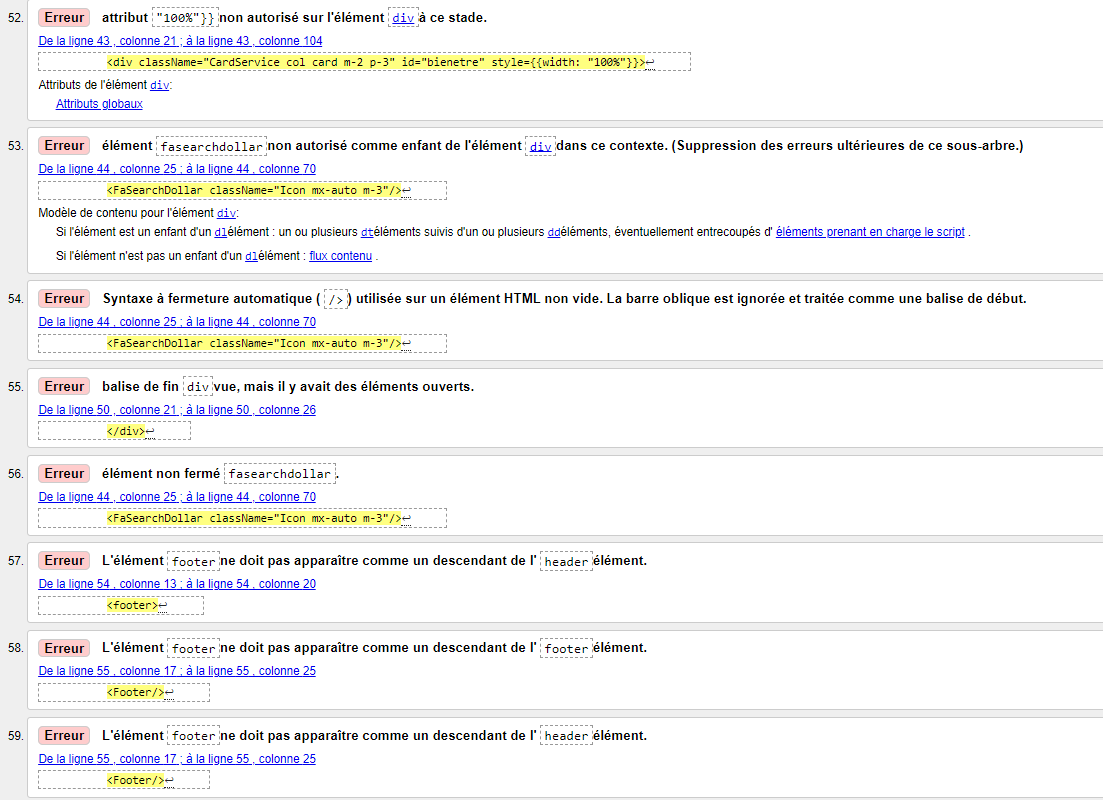 52. Erreur attribut "100%"}} non autorisé sur l'élément div à ce stade.
De la ligne 43 , colonne 21 ; à la ligne 43 , colonne 104
<div className="CardService col card m-2 p-3" id="bienetre" style={{width: "100%"}}>↩
Attributs de l'élément div:
Attributs globaux
53. Erreur élément fasearchdollar non autorisé comme enfant de l'élément div dans ce contexte. (Suppression des erreurs ultérieures de ce sous-arbre.)
De la ligne 44 , colonne 25 ; à la ligne 44 , colonne 70
<FaSearchDollar className="Icon mx-auto m-3"/>↩
Modèle de contenu pour l'élément div:
Si l'élément est un enfant d'un dlélément : un ou plusieurs dtéléments suivis d'un ou plusieurs ddéléments, éventuellement entrecoupés d' éléments prenant en charge le script .
Si l'élément n'est pas un enfant d'un dlélément : flux contenu .
54. Erreur Syntaxe à fermeture automatique ( /> ) utilisée sur un élément HTML non vide. La barre oblique est ignorée et traitée comme une balise de début.
De la ligne 44 , colonne 25 ; à la ligne 44 , colonne 70
<FaSearchDollar className="Icon mx-auto m-3"/>↩
55. Erreur balise de fin div vue, mais il y avait des éléments ouverts.
De la ligne 50 , colonne 21 ; à la ligne 50 , colonne 26
</div>↩
56. Erreur élément non fermé fasearchdollar .
De la ligne 44 , colonne 25 ; à la ligne 44 , colonne 70
<FaSearchDollar className="Icon mx-auto m-3"/>↩
57. Erreur L'élément footer ne doit pas apparaître comme un descendant de l' header élément.
De la ligne 54 , colonne 13 ; à la ligne 54 , colonne 20
<footer>↩
58. Erreur L'élément footer ne doit pas apparaître comme un descendant de l' footer élément.
De la ligne 55 , colonne 17 ; à la ligne 55 , colonne 25
<Footer/>↩
59. Erreur L'élément footer ne doit pas apparaître comme un descendant de l' header élément.
De la ligne 55 , colonne 17 ; à la ligne 55 , colonne 25
<Footer/>↩